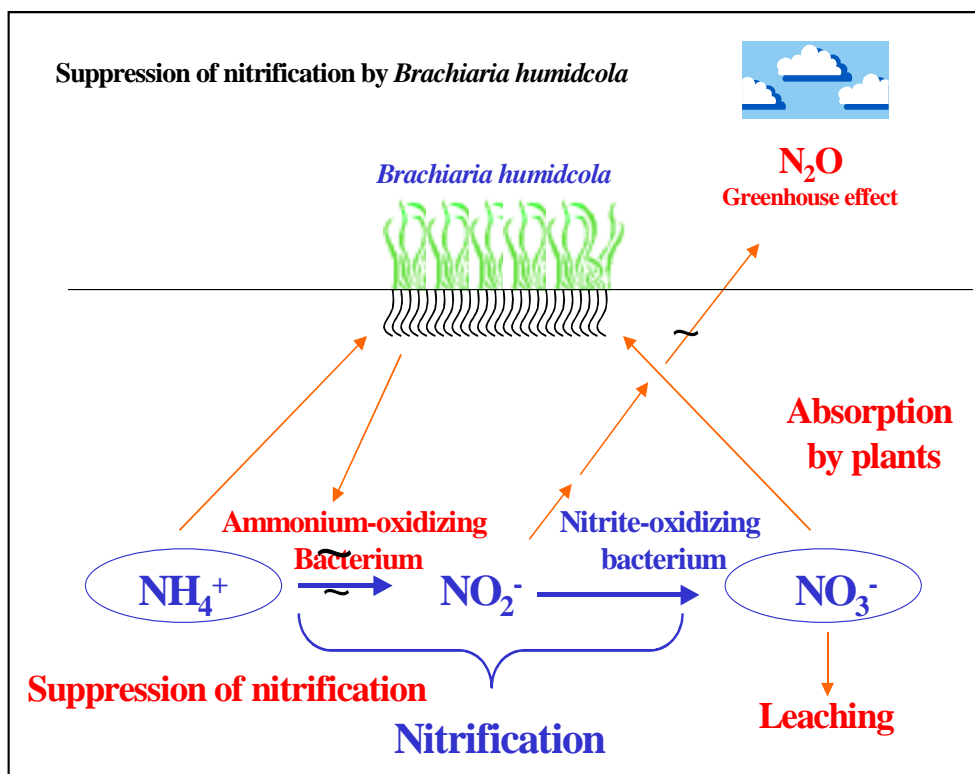 Suppression of nitrification by Brachiaria humidcola
N₂O
Greenhouse effect
Brachiaria humidcola
Absorption
by plants
Ammonium-oxidizing
Bacterium
Nitrite-oxidizing
bacterium
NH₄⁺
NO₂⁻
NO₃⁻
Suppression of nitrification
Nitrification
Leaching